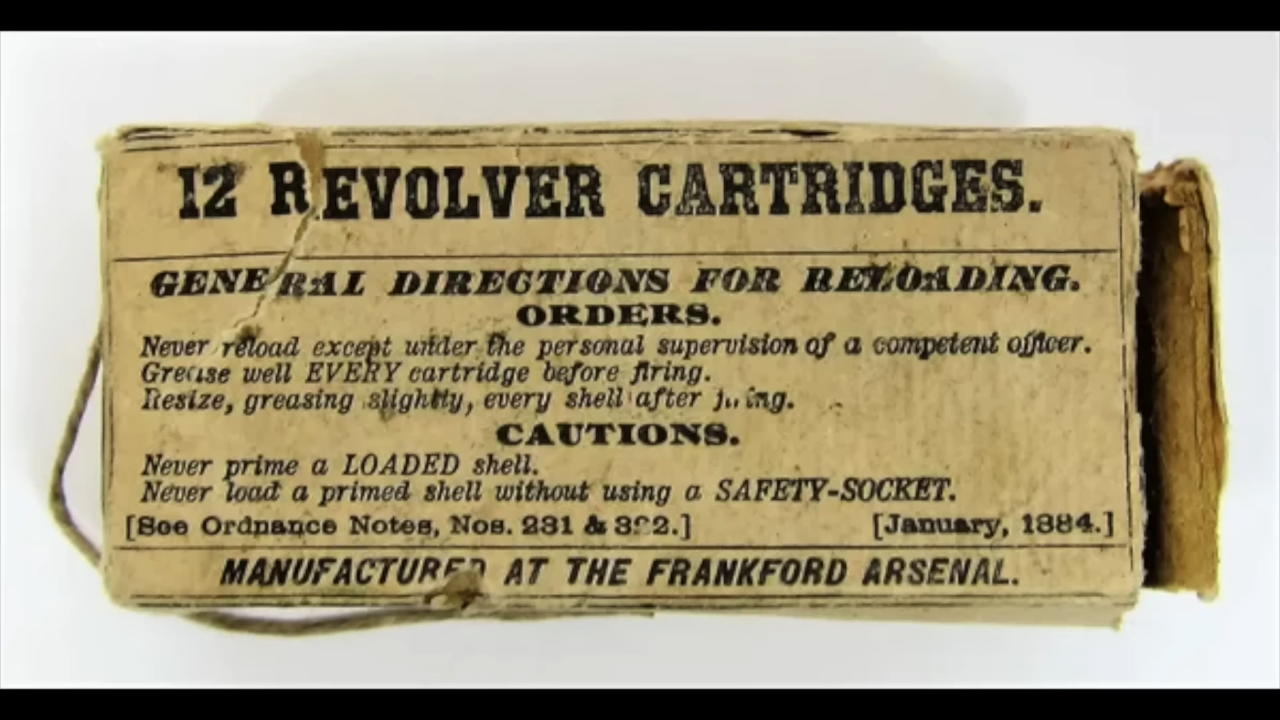 12 REVOLVER CARTRIDGES.
GENERAL DIRECTIONS FOR RELOADING.
ORDERS.
Never reload except under the personal supervision of a competent officer.
Grease well EVERY cartridge before firing.
Resize, greasing slightly, every shell after firing.
CAUTIONS.
Never prime a LOADED shell.
Never load a primed shell without using a SAFETY-SOCKET.
[See Ordnance Notes, Nos. 231 & .] [January, 1884.]
MANUFACTURED AT THE FRANKFORD ARSENAL.